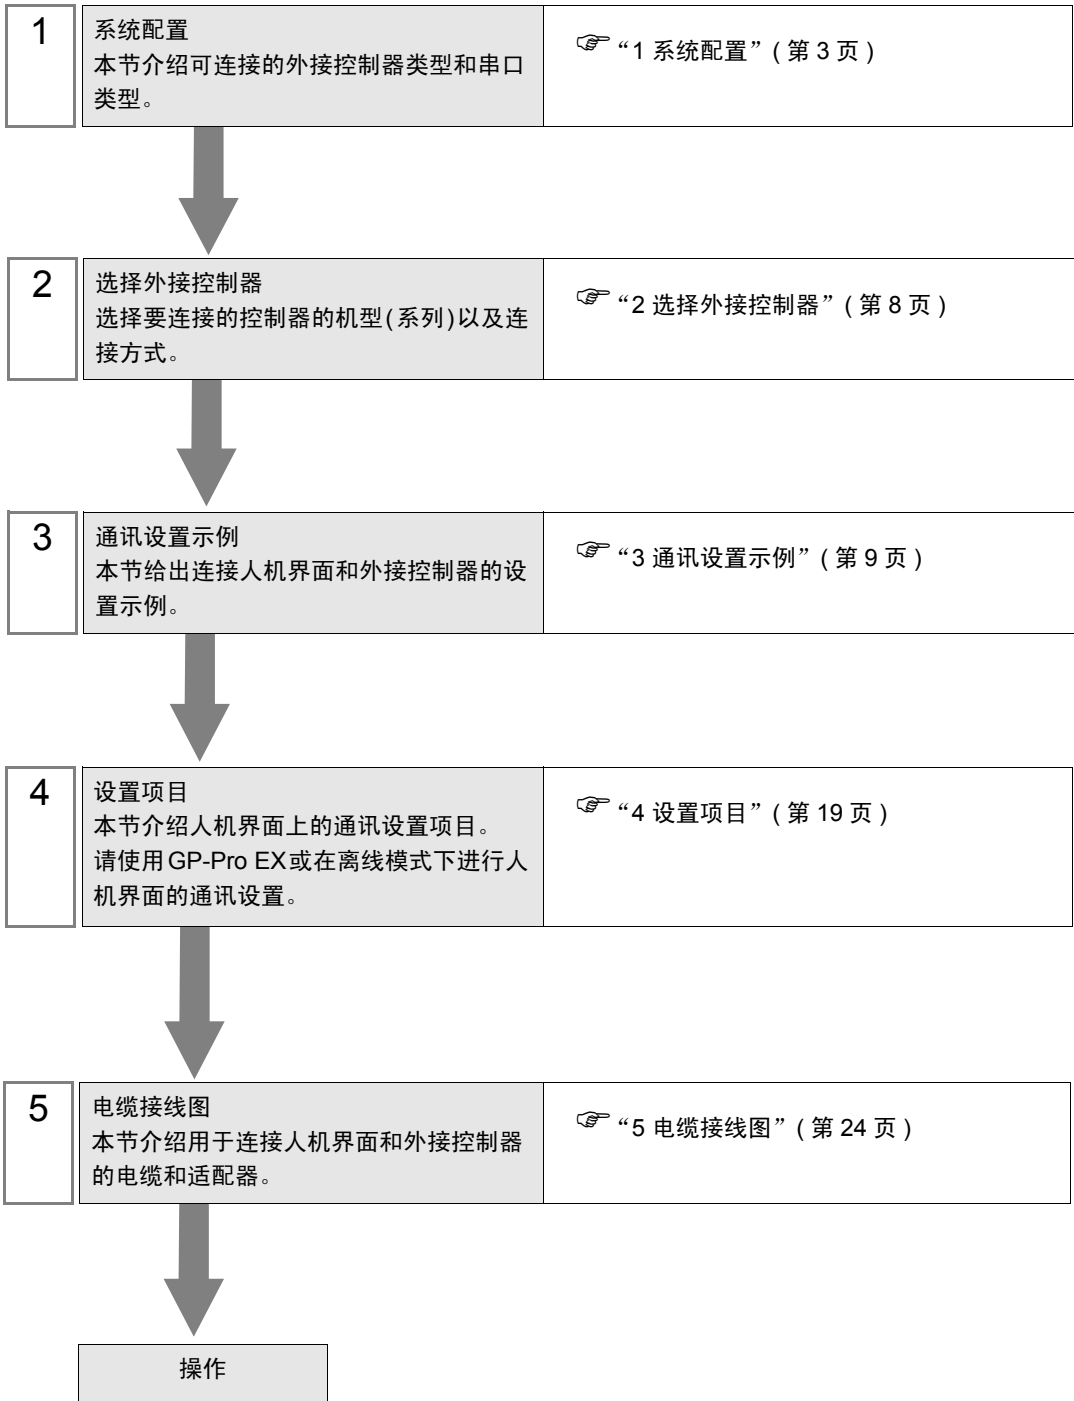 1
系统配置
本节介绍可连接的外接控制器类型和串口
类型。
“1 系统配置” ( 第 3 页 )
2
选择外接控制器
选择要连接的控制器的机型(系列)以及连
接方式。
“2 选择外接控制器” ( 第 8 页 )
3
通讯设置示例
本节给出连接人机界面和外接控制器的设
置示例。
“3 通讯设置示例” ( 第 9 页 )
4
设置项目
本节介绍人机界面上的通讯设置项目。
请使用GP-Pro EX或在离线模式下进行人
机界面的通讯设置。
“4 设置项目” ( 第 19 页 )
5
电缆接线图
本节介绍用于连接人机界面和外接控制器
的电缆和适配器。
“5 电缆接线图” ( 第 24 页 )
操作